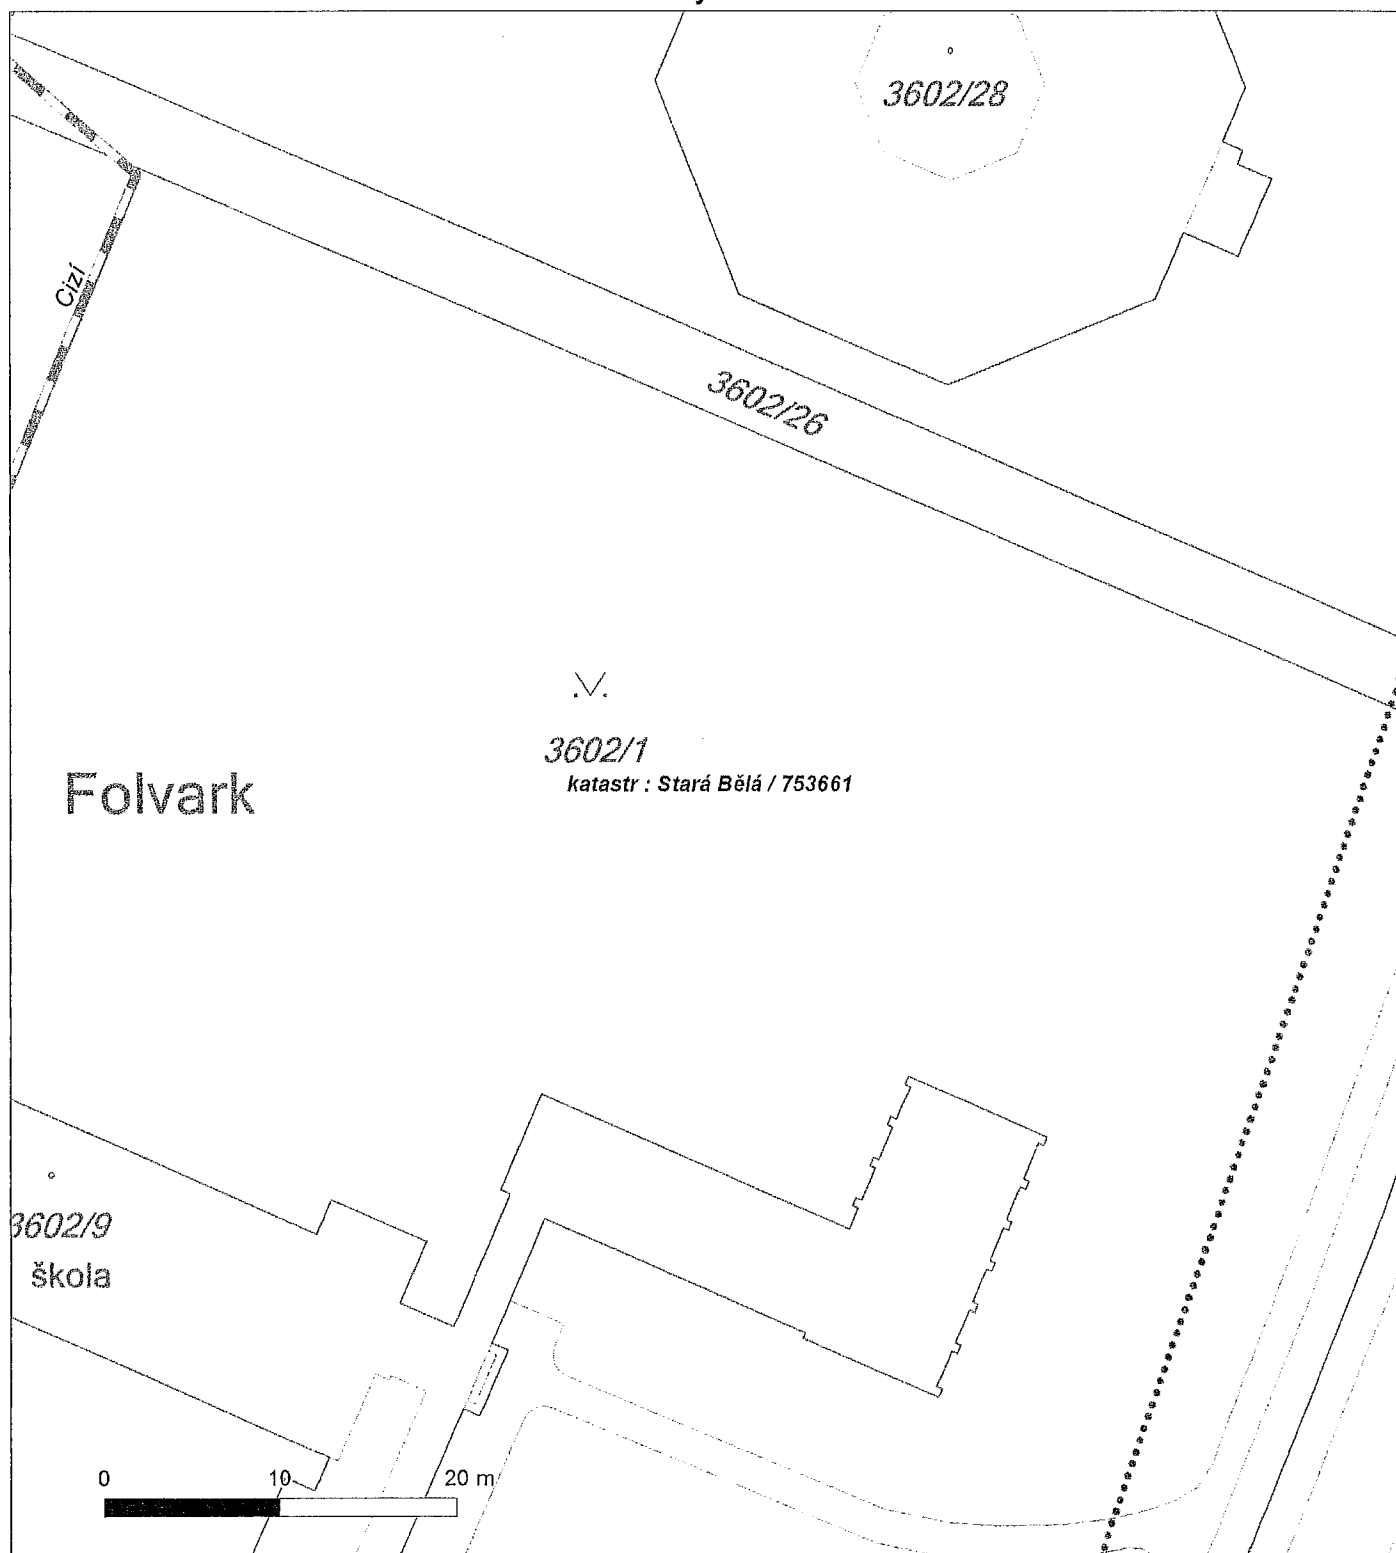 3602/28
Cizí
3602/26
3602/1
katastr : Stará Bělá / 753661
Folvark
3602/9
škola
0 10 20 m